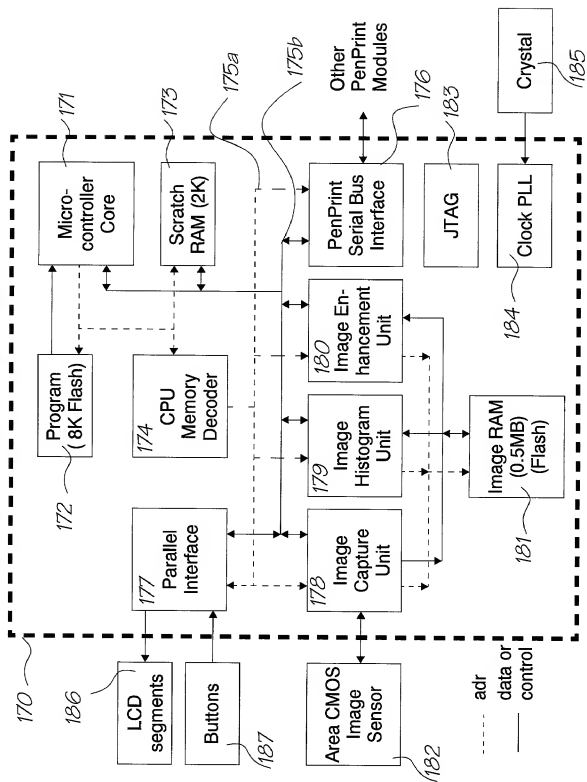 170
172
171
Program
( 8K Flash)
Micro-
controller
Core
186
LCD
segments
177
Parallel
Interface
174
CPU
Memory
Decoder
173
Scratch
RAM (2K)
Buttons
187
175a
175b
Area CMOS
Image
Sensor
182
178
Image
Capture
Unit
179
Image
Histogram
Unit
180
Image En-
hancement
Unit
PenPrint
Serial Bus
Interface
Other
PenPrint
Modules
176
JTAG
183
adr
data or
control
181
Image RAM
(0.5MB)
(Flash)
184
Clock PLL
Crystal
185